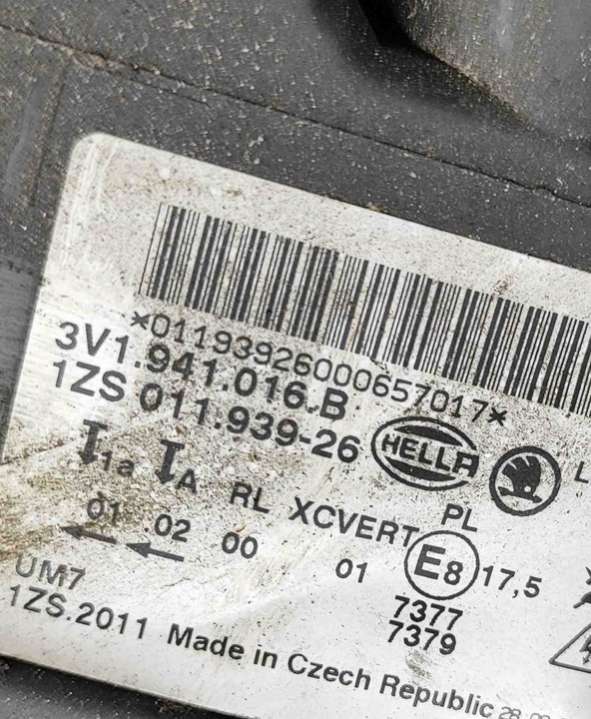 *01193926000657017*
3V1.941.016.B
1ZS 011.939-26 HELLA
I1a IA RL XCVERT PL
01 02 00 01 E8 17,5
7377
7379
UM7
1ZS.2011 Made in Czech Republic